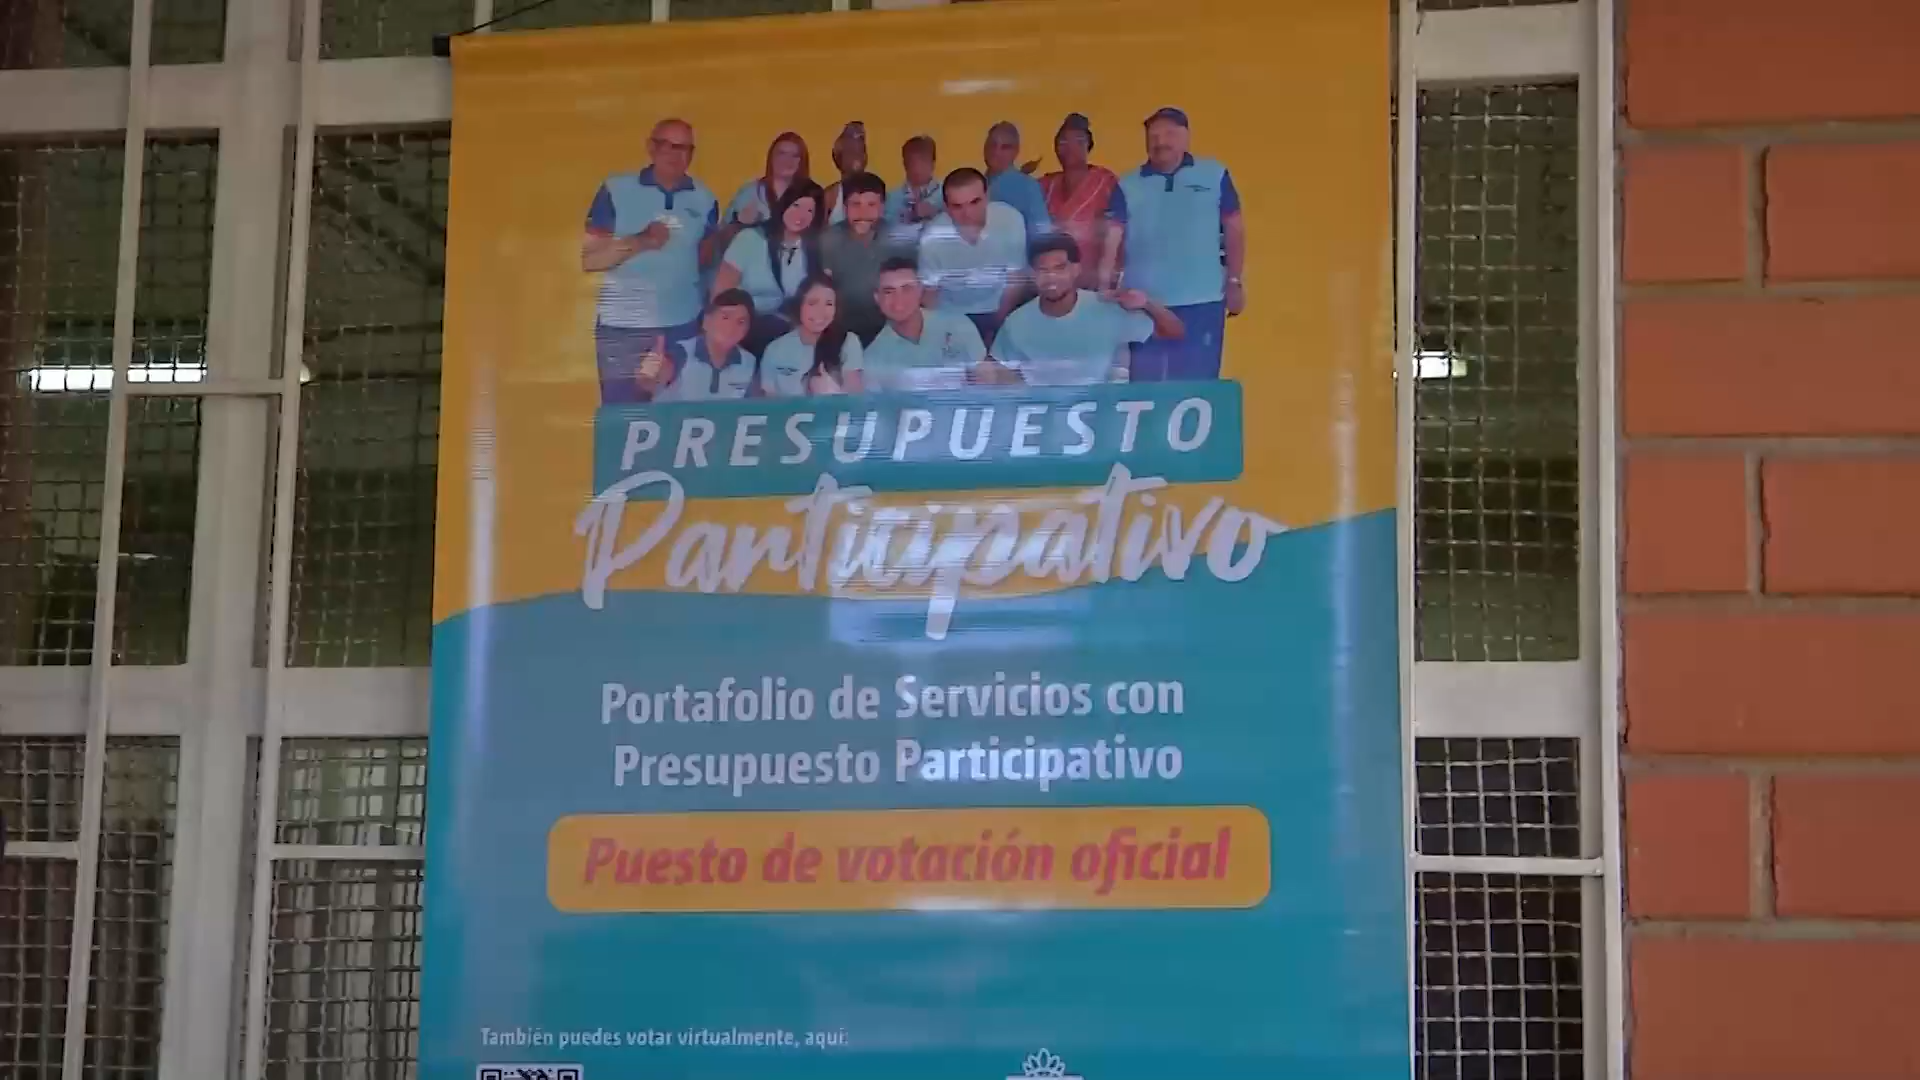 PRESUPUESTO
Participativo
Portafolio de Servicios con
Presupuesto Participativo
Puesto de votación oficial
También puedes votar virtualmente, aquí: